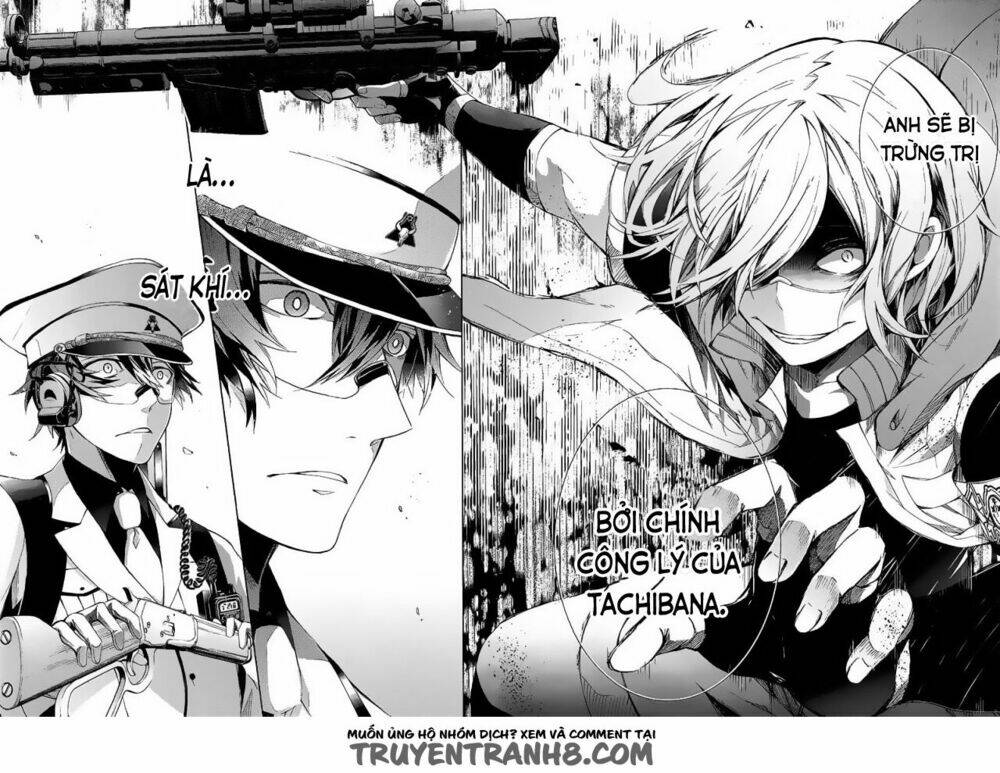 ANH SẼ BỊ
TRỪNG TRỊ
BỞI CHÍNH
CÔNG LÝ CỦA
TACHIBANA.
LÀ...
SÁT KHÍ...
MUỐN ỦNG HỘ NHÓM DỊCH? XEM VÀ COMMENT TẠI
TRUYENTRANH8.COM